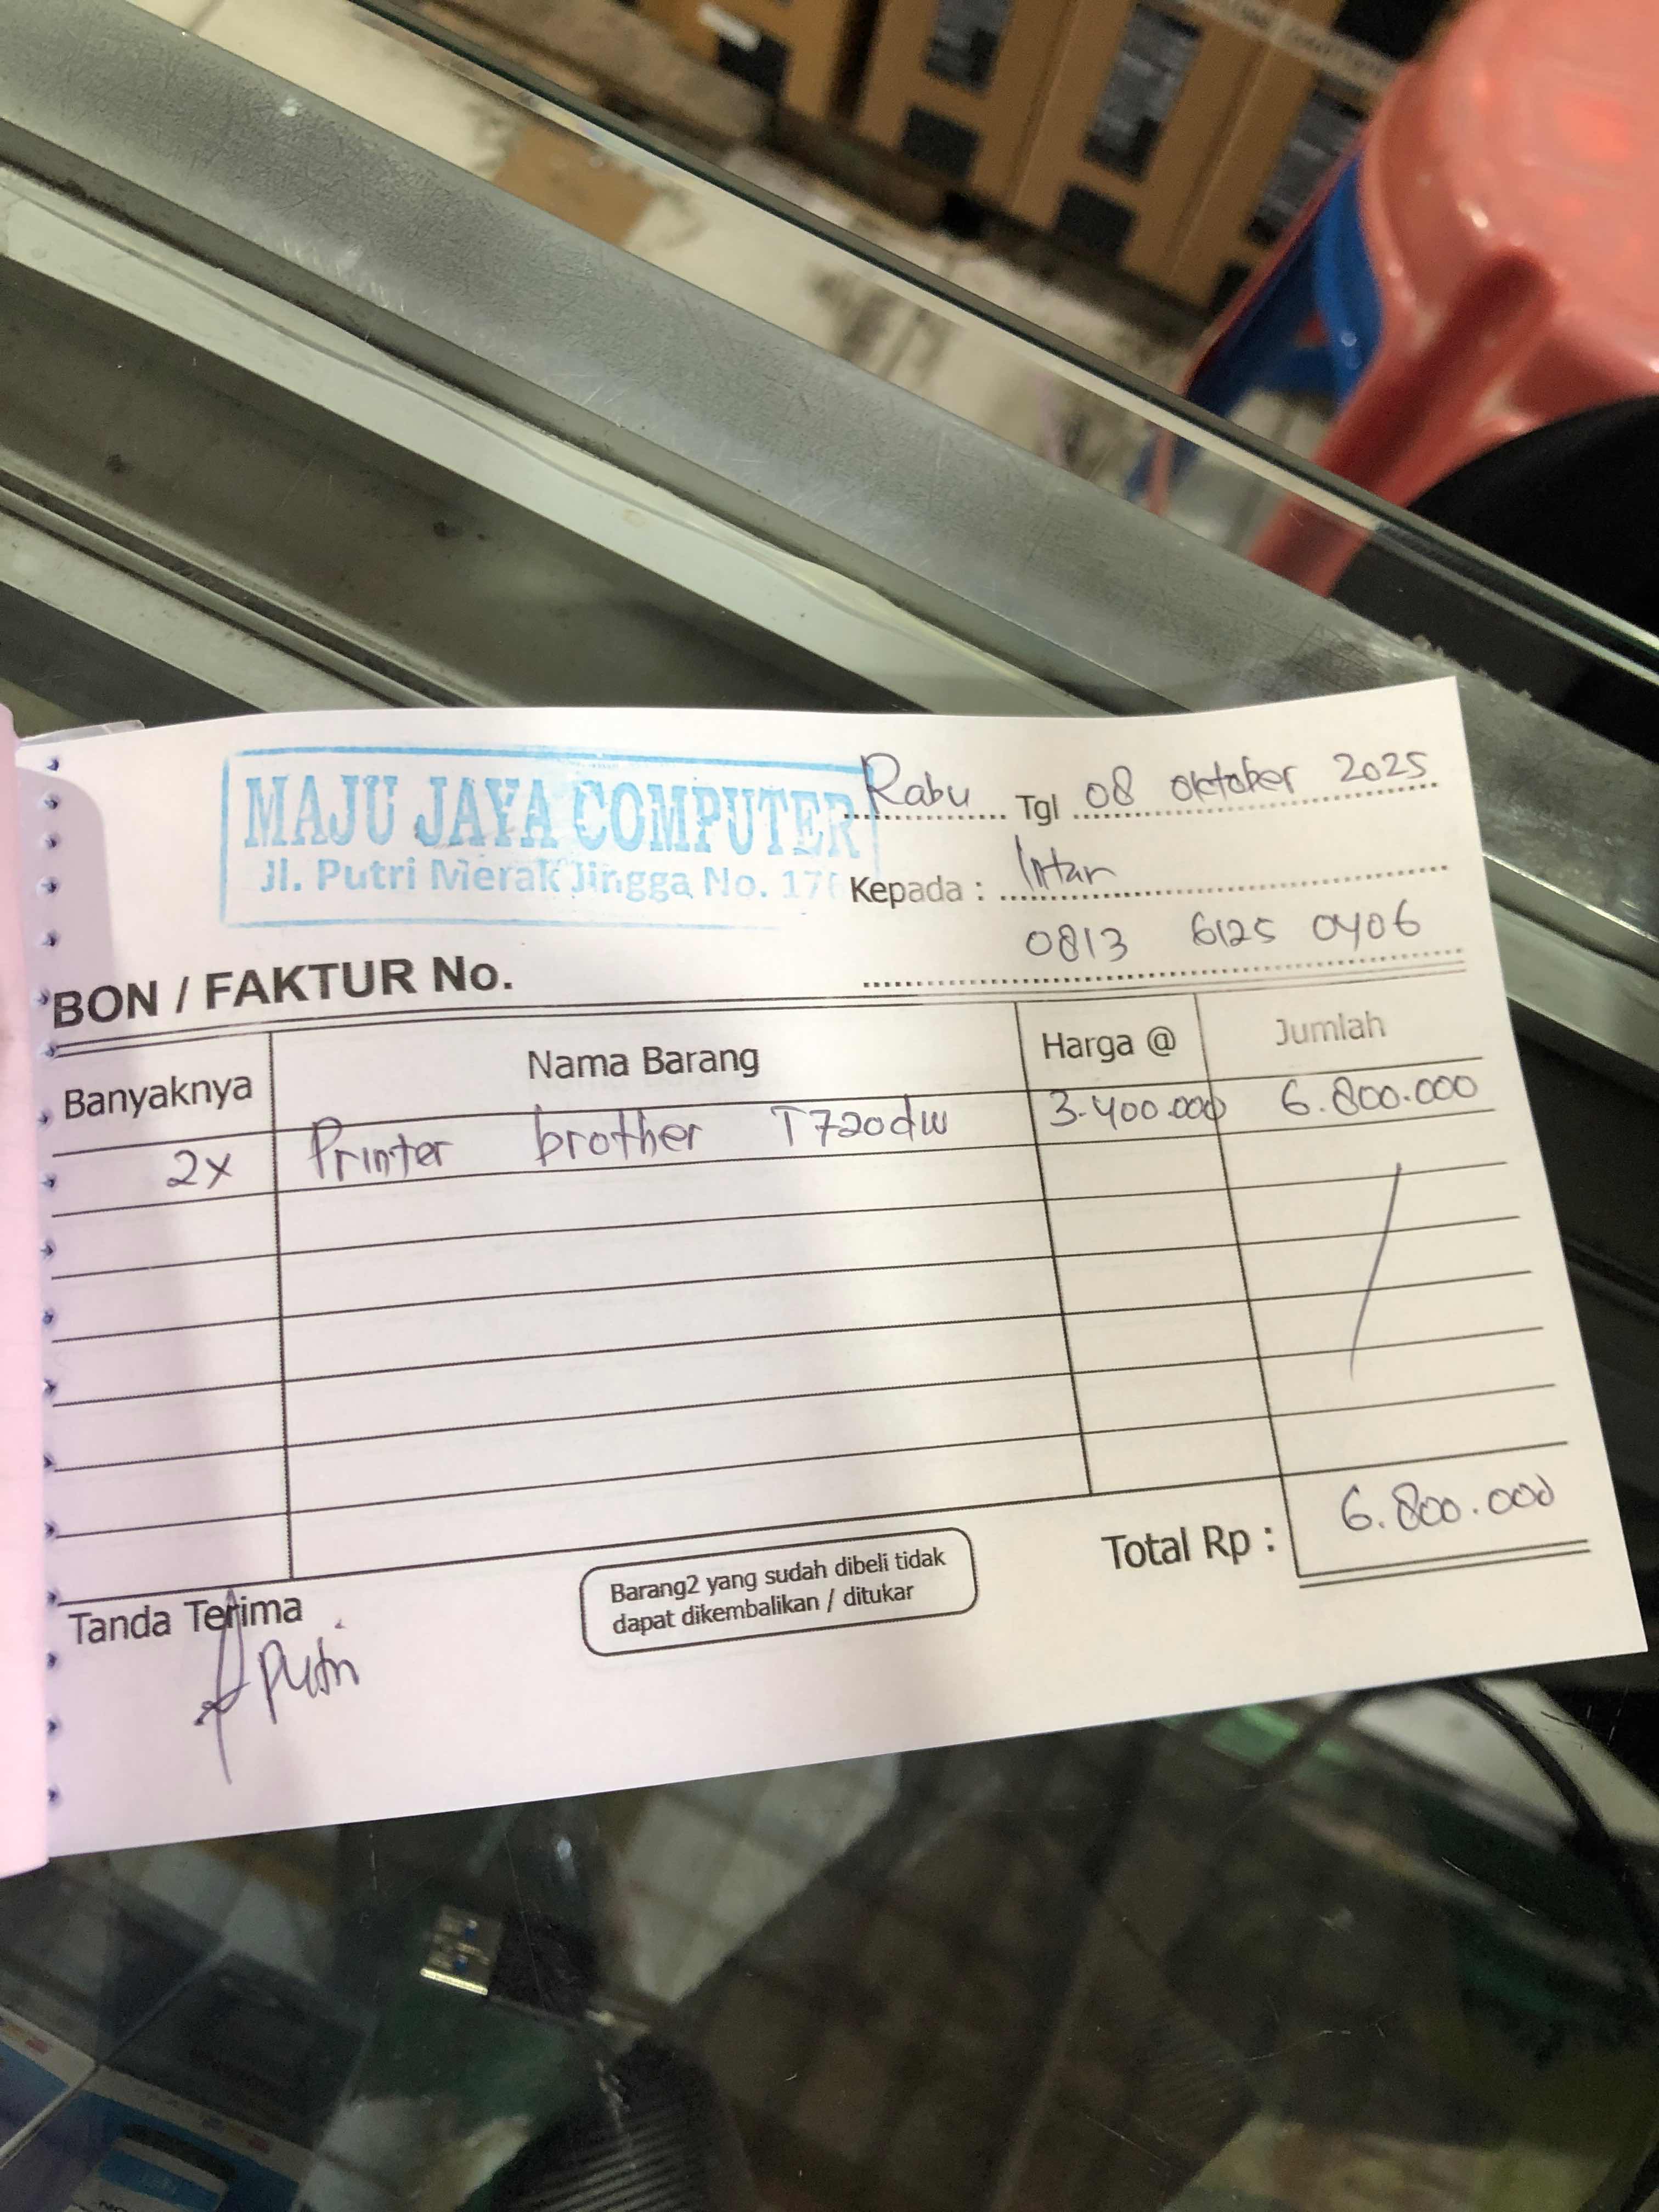 MAJU JAYA COMPUTER
Jl. Putri Merak Jingga No. 176
Rabu Tgl 08 oktober 2025
Kepada : Intan
0813 6125 0406
BON / FAKTUR No.
Banyaknya Nama Barang Harga @ Jumlah
2x Printer brother T720dw 3.400.000 6.800.000
Total Rp : 6.800.000
Tanda Terima
Putri
Barang2 yang sudah dibeli tidak
dapat dikembalikan / ditukar